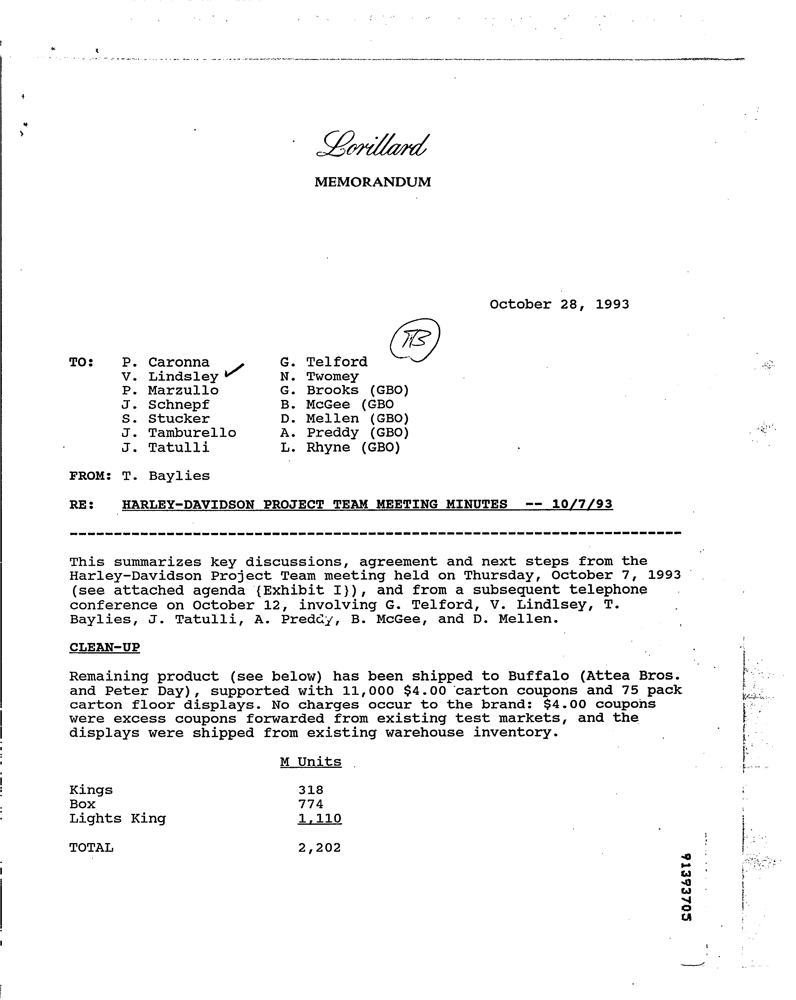 Lorillard
MEMORANDUM
October 28, 1993
TB
TO: P. Caronna G. Telford
V. Lindsley N. Twomey
P. Marzullo G. Brooks (GBO)
J. Schnepf B. McGee (GBO
S. Stucker D. Mellen (GBO)
J. Tamburello A. Preddy (GBO)
J. Tatulli L. Rhyne (GBO)
FROM: T. Baylies
RE: HARLEY-DAVIDSON PROJECT TEAM MEETING MINUTES -- 10/7/93
This summarizes key discussions, agreement and next steps from the
Harley-Davidson Project Team meeting held on Thursday, October 7, 1993
(see attached agenda {Exhibit I}), and from a subsequent telephone
conference on October 12, involving G. Telford, V. Lindlsey, T.
Baylies, J. Tatulli, A. Preddy, B. McGee, and D. Mellen.
CLEAN-UP
Remaining product (see below) has been shipped to Buffalo (Attea Bros.
and Peter Day), supported with 11,000 $4.00 carton coupons and 75 pack
carton floor displays. No charges occur to the brand: $4.00 coupons
were excess coupons forwarded from existing test markets, and the
displays were shipped from existing warehouse inventory.
M Units
Kings 318
Box 774
Lights King 1,110
TOTAL 2,202
91393705